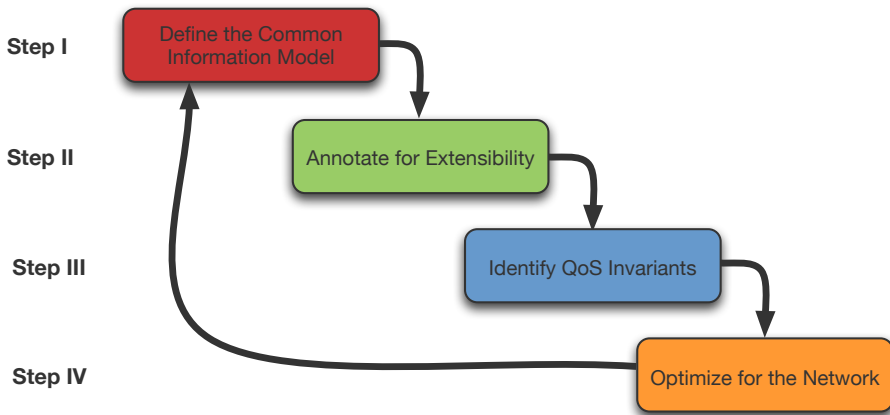 Step I
Define the Common
Information Model
Step II
Annotate for Extensibility
Step III
Identify QoS Invariants
Step IV
Optimize for the Network